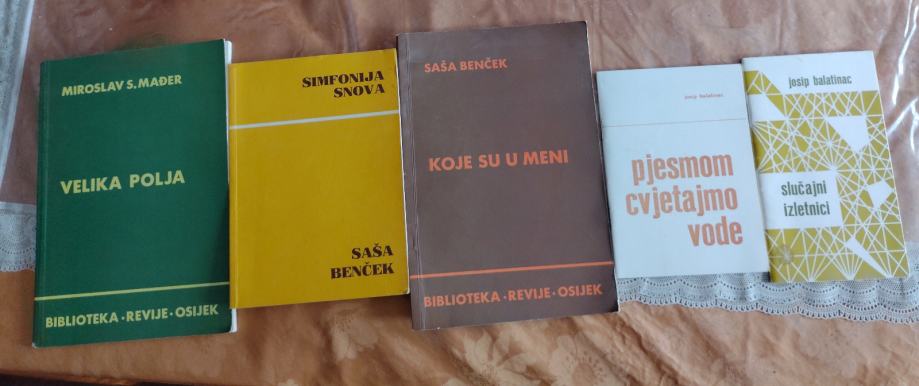 MIROSLAV S. MAĐER
VELIKA POLJA
BIBLIOTEKA · REVIJE · OSIJEK
SIMFONIJA
SNOVA
SAŠA
BENČEK
SAŠA BENČEK
KOJE SU U MENI
BIBLIOTEKA · REVIJE · OSIJEK
josip balatinac
pjesmom
cvjetajmo
vode
josip balatinac
slučajni
izletnici